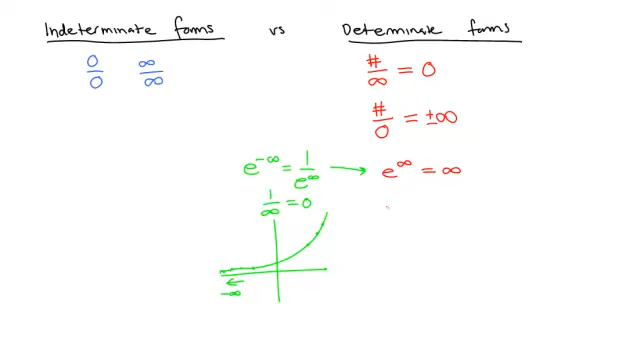 Indeterminate forms vs Determinate forms
0/0 ∞/∞
#/∞ = 0
#/0 = ±∞
e^-∞ = 1/e^∞ → e^∞ = ∞
1/∞ = 0
←
-∞